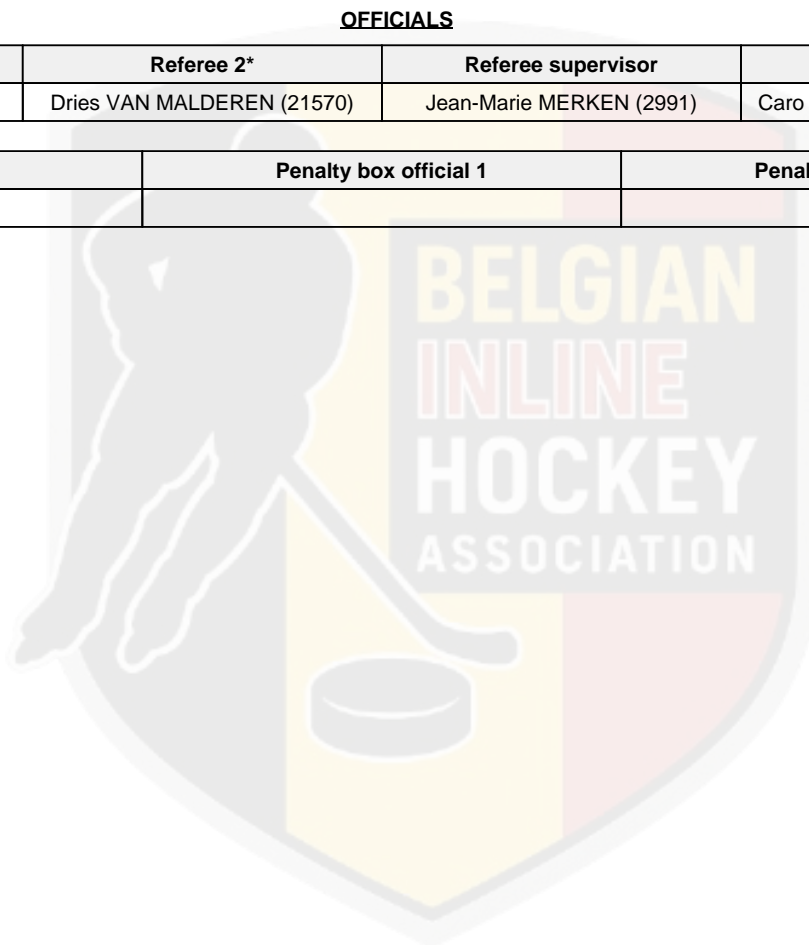 OFFICIALS
Referee 2* Referee supervisor
Dries VAN MALDEREN (21570) Jean-Marie MERKEN (2991) Caro
Penalty box official 1 Penal
BELGIAN
INLINE
HOCKEY
ASSOCIATION